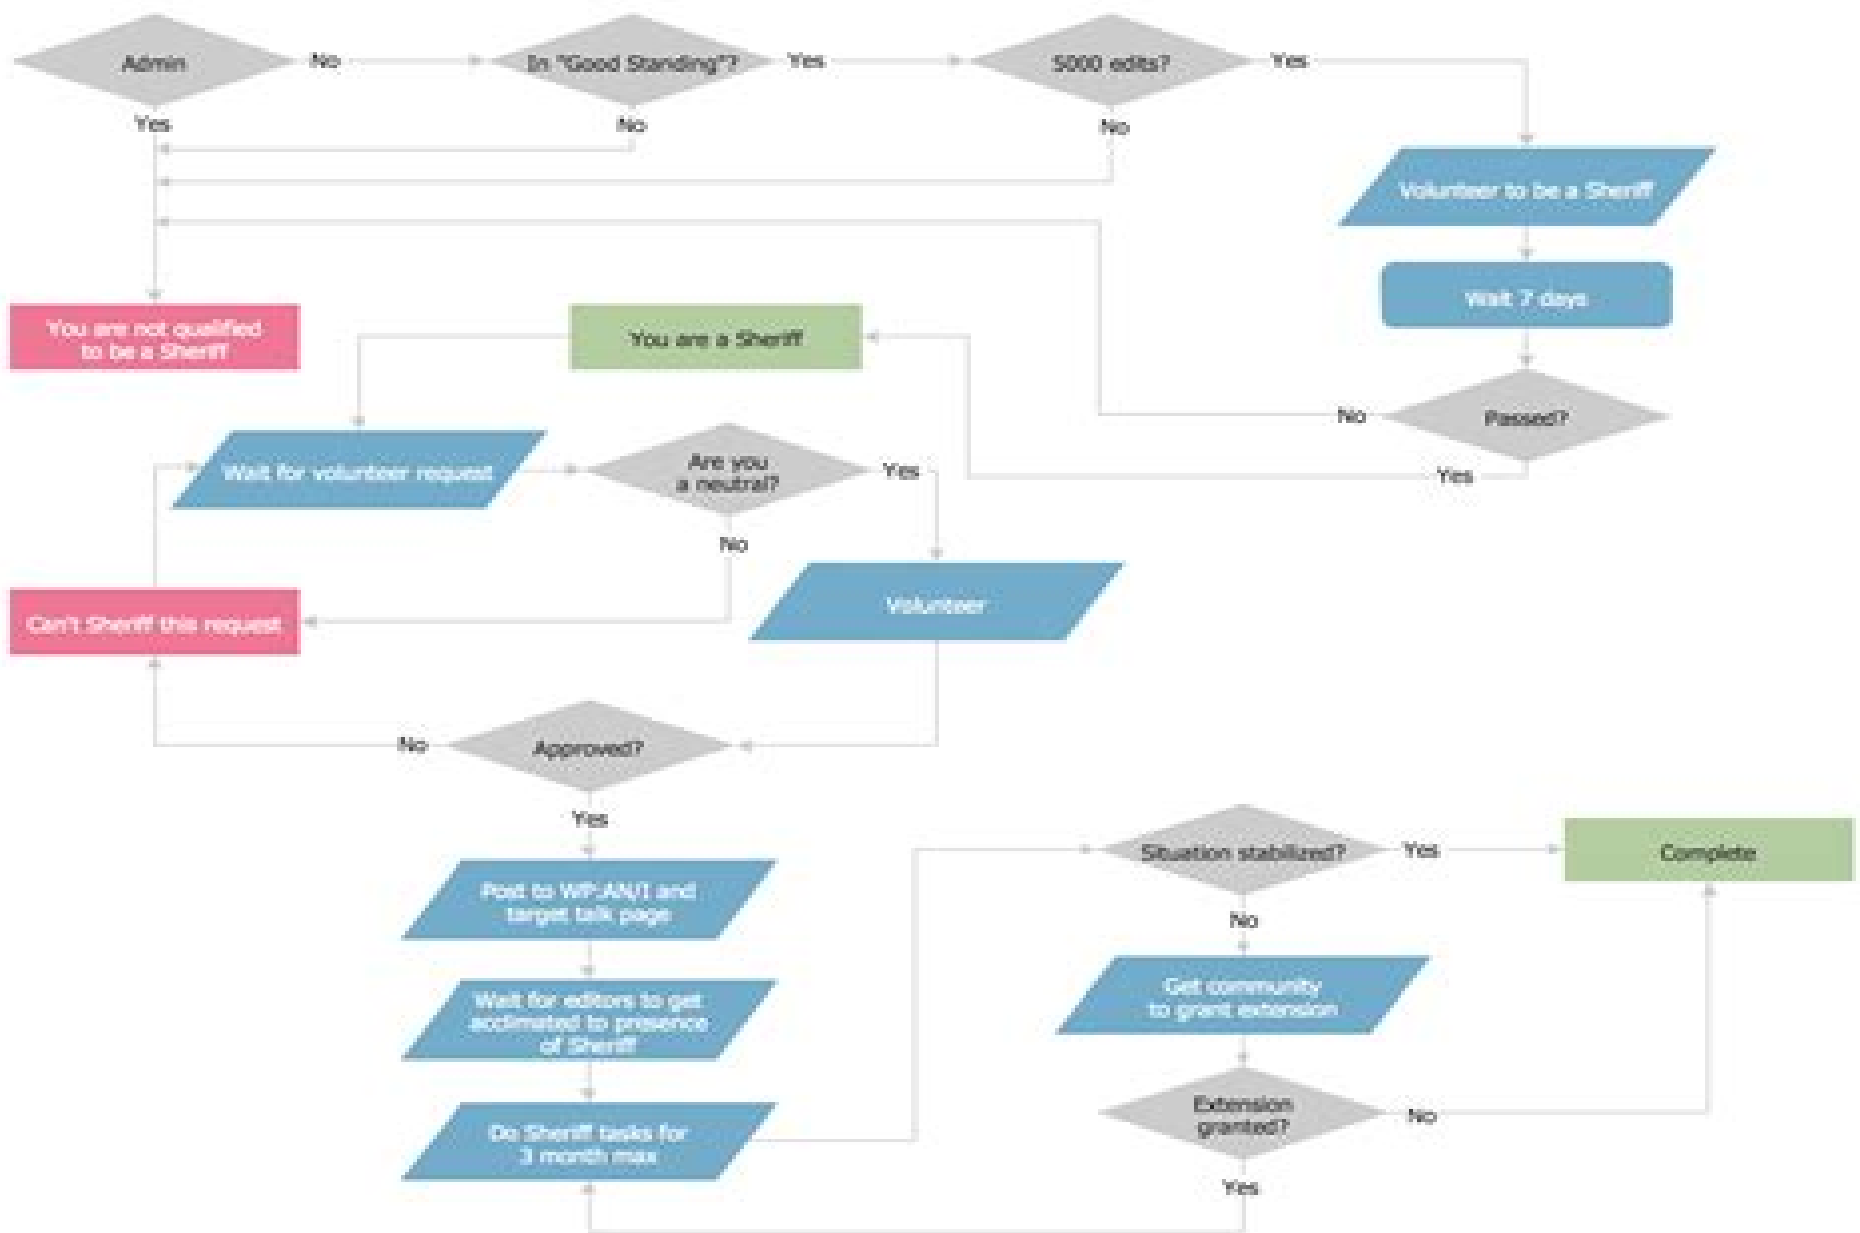 Admin
No
In "Good Standing"?
Yes
5000 edits?
Yes
Yes
No
No
Volunteer to be a Sheriff
Wait 7 days
You are not qualified
to be a Sheriff
You are a Sheriff
No
Passed?
Yes
Wait for volunteer request
Are you
a neutral?
Yes
No
Can't Sheriff this request
Volunteer
No
Approved?
Yes
Post to WP:AN/I and
target talk page
Wait for editors to get
acclimated to presence
of Sheriff
Do Sheriff tasks for
3 month max
Situation stabilized?
Yes
Complete
No
Get community
to grant extension
Extension
granted?
No
Yes